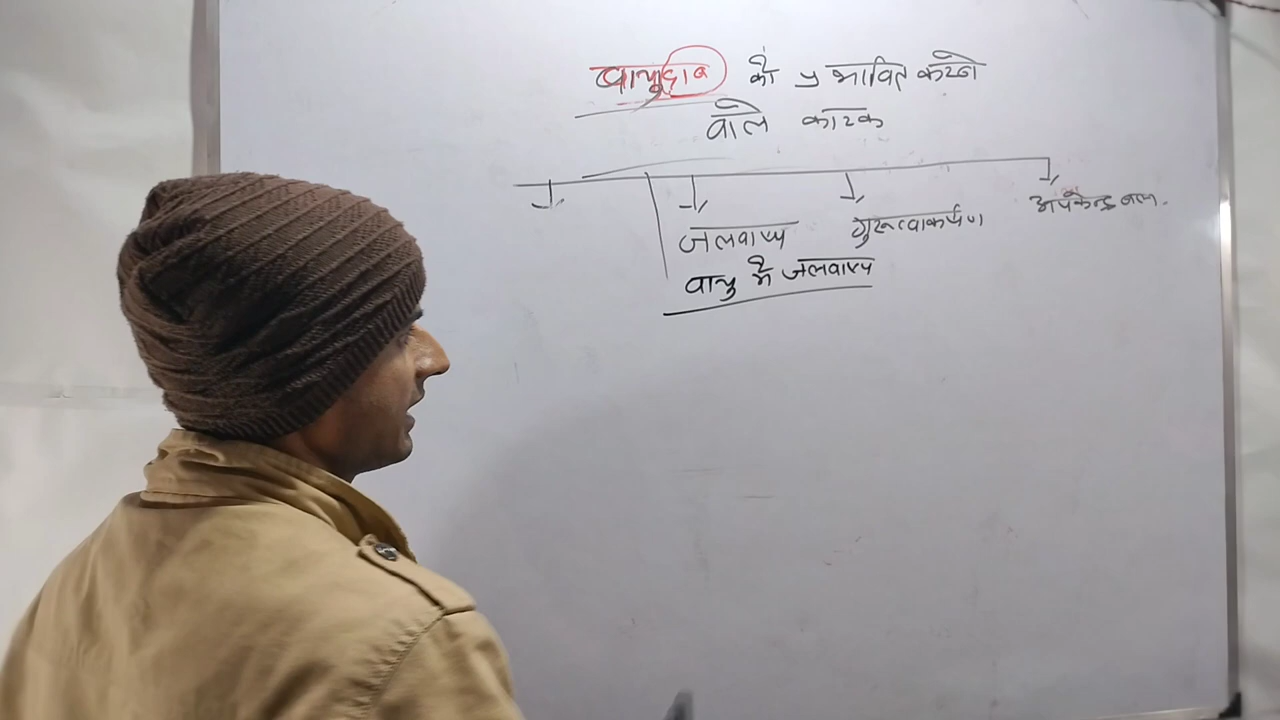 वायुदाब को प्रभावित करने
वाले कारक
जलवाष्प
गुरुत्वाकर्षण
अपकेन्द्र बल.
वायु में जलवाष्प